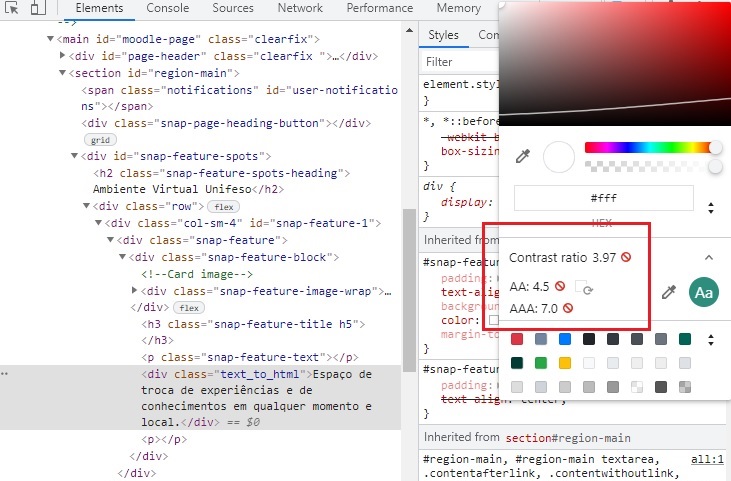 Elements Console Sources Network Performance Memory
-->
<main id="moodle-page" class="clearfix">
<div id="page-header" class="clearfix ">…</div>
<section id="region-main">
<span class="notifications" id="user-notificatio
ns"></span>
<div class="snap-page-heading-button"></div>
grid
<div id="snap-feature-spots">
<h2 class="snap-feature-spots-heading">
Ambiente Virtual Unifeso</h2>
<div class="row"> flex
<div class="col-sm-4" id="snap-feature-1">
<div class="snap-feature">
<div class="snap-feature-block">
<!--Card image-->
<div class="snap-feature-image-wrap">…
</div> flex
<h3 class="snap-feature-title h5">
</h3>
<p class="snap-feature-text"></p>
<div class="text_to_html">Espaço de
troca de experiências e de
conhecimentos em qualquer momento e
local.</div> == $0
<p></p>
</div>
</div>
Styles
Filter
element.styl
}
*, *::before
-webkit-b
box-sizin
}
div {
display:
}
Inherited from
#snap-featur
padding:
text-alig
backgroun
color:
margin-to
}
#snap-featur
padding:
text-align: center;
}
Inherited from section#region-main
#region-main, #region-main textarea, all:1
.contentafterlink, .contentwithoutlink,
#fff
HEX
Contrast ratio 3.97
AA: 4.5
AAA: 7.0
Aa